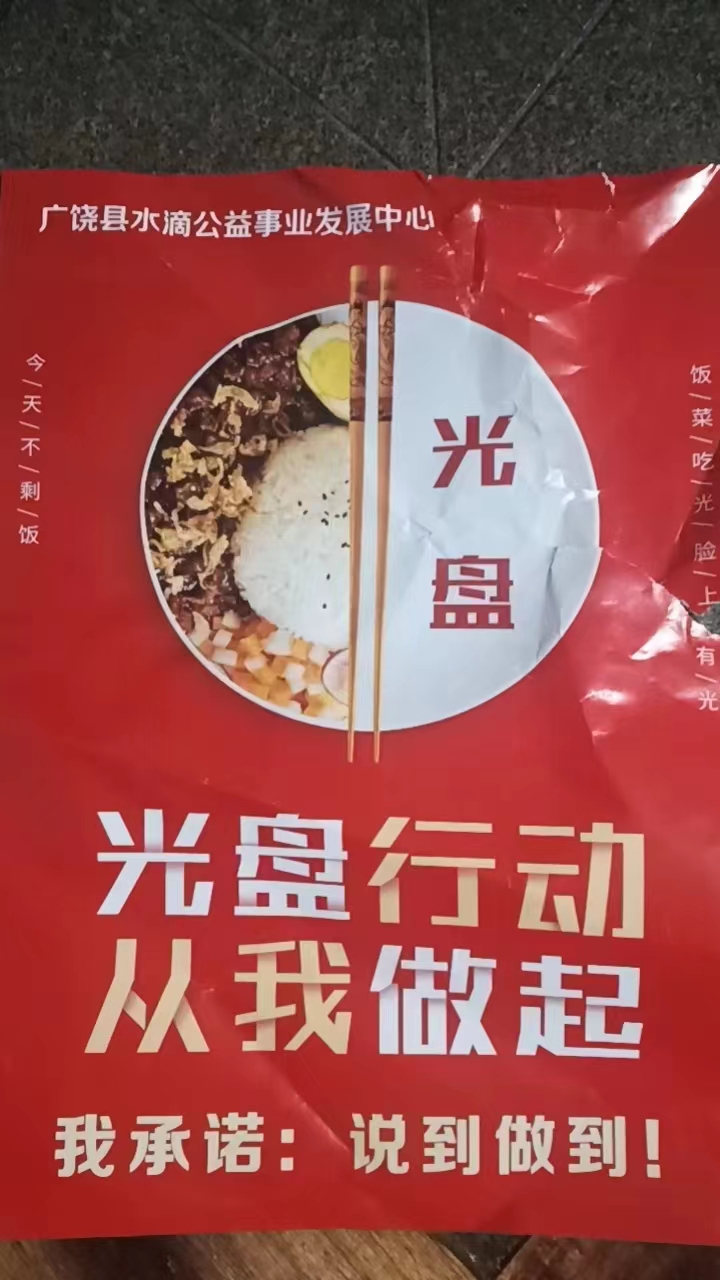 广饶县水滴公益事业发展中心
今/天/不/剩/饭
饭/菜/吃/光/脸/上/有/光
光
盘
光盘行动
从我做起
我承诺：说到做到！